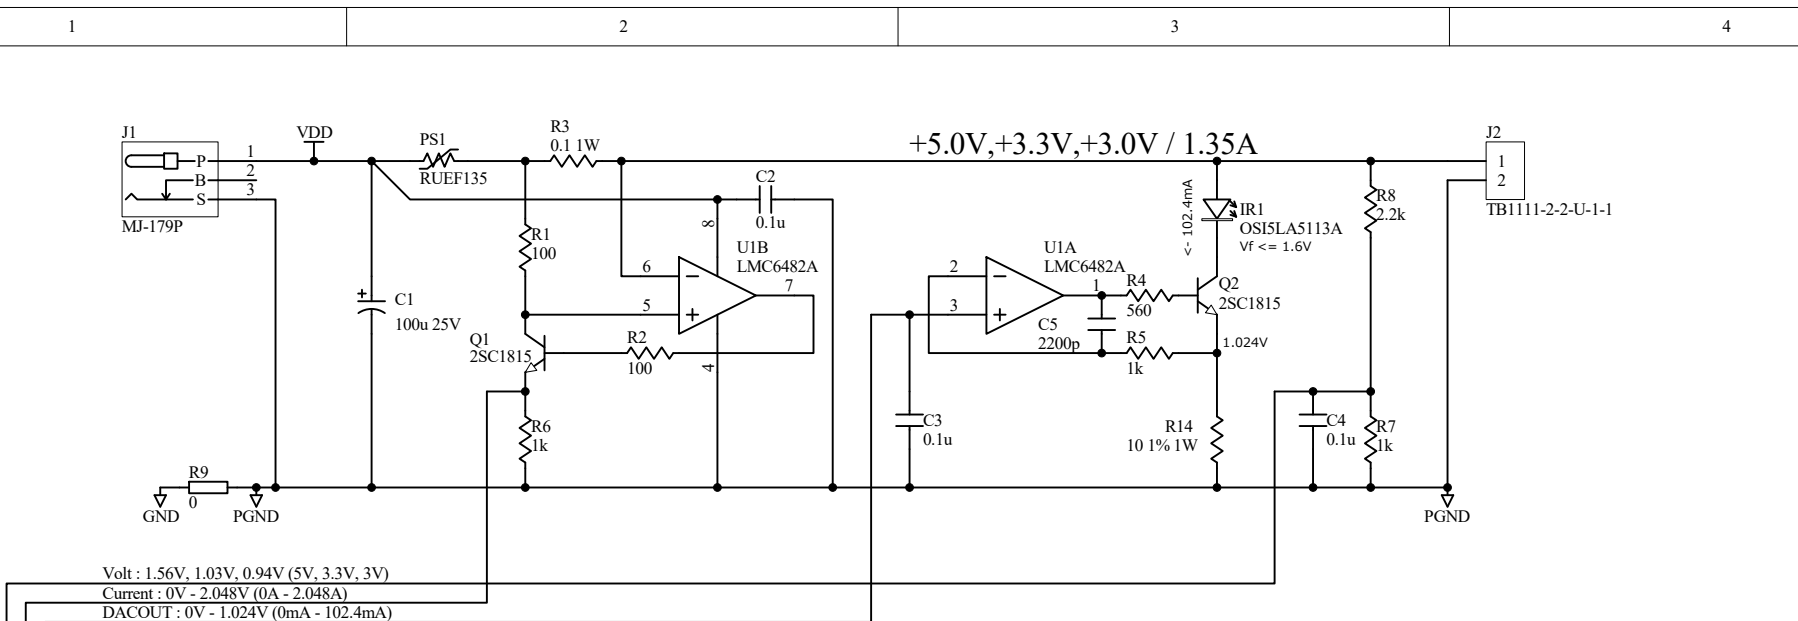 1 2 3 4
J1
VDD
PS1
RUEF135
R3
0.1 1W
+5.0V,+3.3V,+3.0V / 1.35A
J2
P 1
B 2
S 3
MJ-179P
C2
0.1u
8
R1
100
6
5
U1B
LMC6482A
7
4
C1
100u 25V
Q1
2SC1815
R2
100
R6
1k
U1A
LMC6482A
2
3
1
R4
560
C5
2200p
R5
1k
<- 102.4mA
IR1
OSI5LA5113A
Vf <= 1.6V
Q2
2SC1815
1.024V
R8
2.2k
1
2
TB1111-2-2-U-1-1
C3
0.1u
R14
10 1% 1W
C4
0.1u
R7
1k
R9
0
GND
PGND
PGND
Volt : 1.56V, 1.03V, 0.94V (5V, 3.3V, 3V)
Current : 0V - 2.048V (0A - 2.048A)
DACOUT : 0V - 1.024V (0mA - 102.4mA)